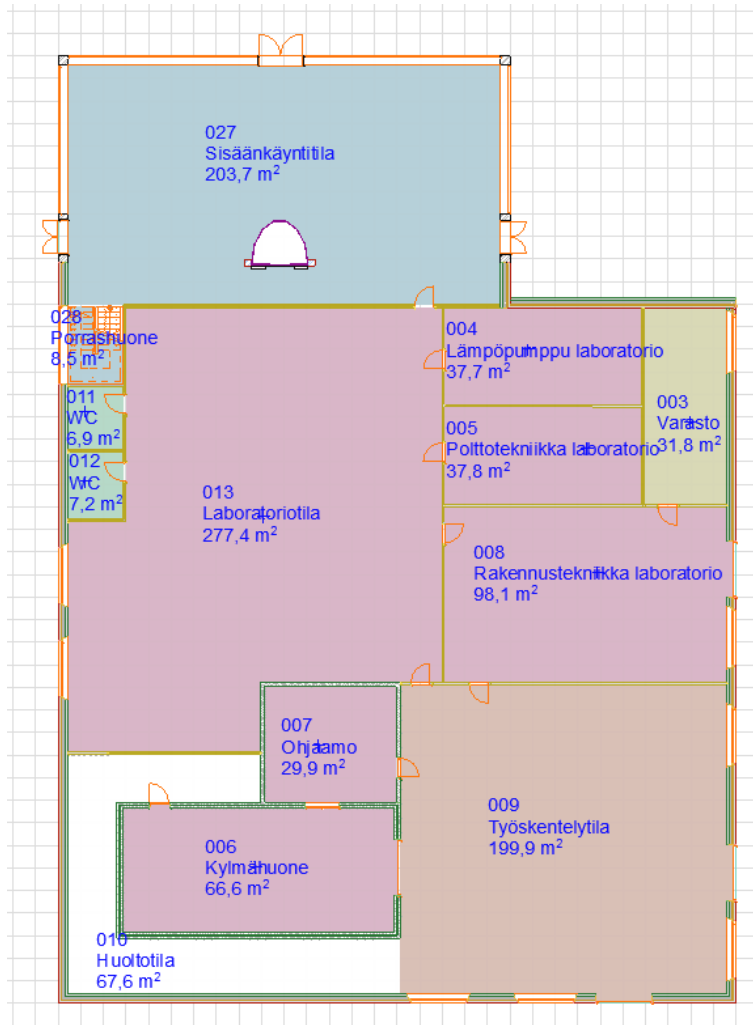 027
Sisäänkäyntitila
203,7 m²
028
Porrashuone
8,5 m²
004
Lämpöpumppu laboratorio
37,7 m²
003
Varasto
31,8 m²
011
WC
6,9 m²
005
Polttotekniikka laboratorio
37,8 m²
012
WC
7,2 m²
013
Laboratoriotila
277,4 m²
008
Rakennustekniikka laboratorio
98,1 m²
007
Ohjaamo
29,9 m²
009
Työskentelytila
199,9 m²
006
Kylmähuone
66,6 m²
010
Huoltotila
67,6 m²